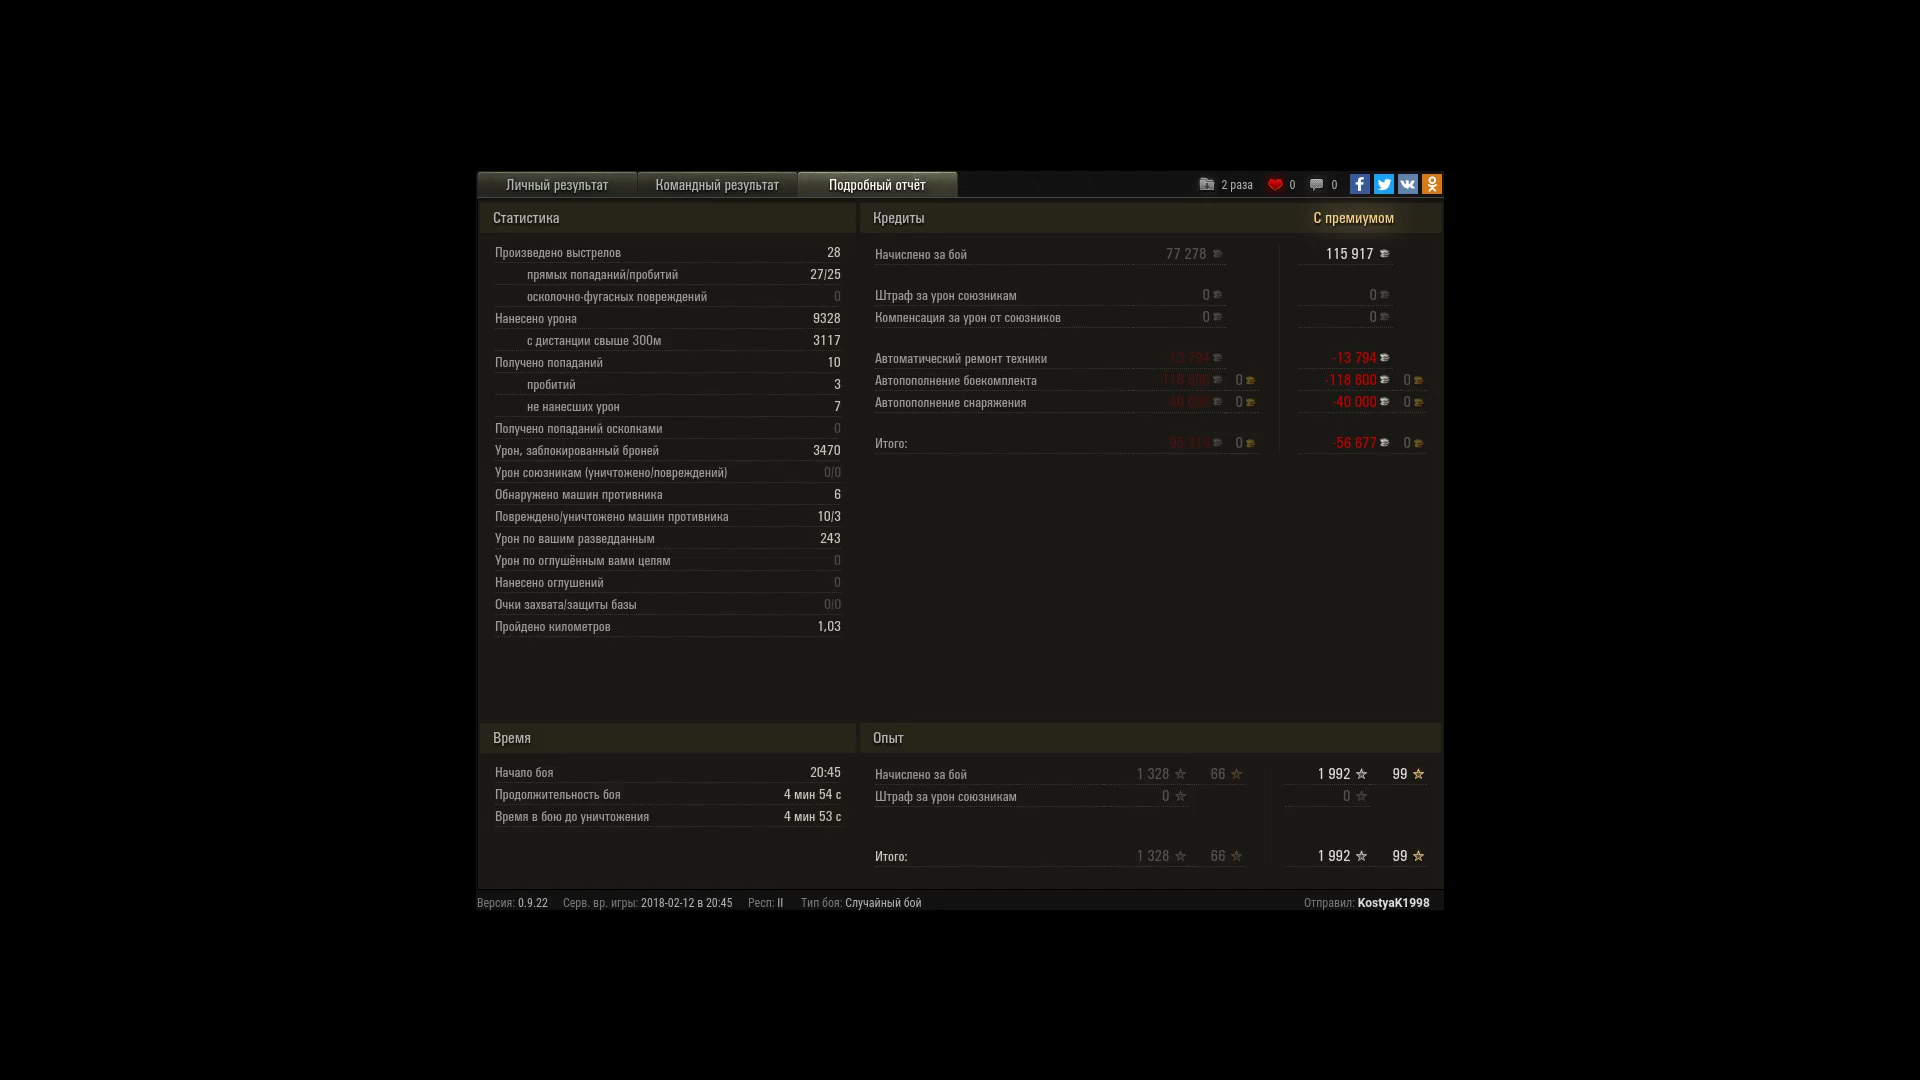 Личный результат Командный результат Подробный отчёт 2 раза 0 0
Статистика
Произведено выстрелов 28
прямых попаданий/пробитий 27/25
осколочно-фугасных повреждений 0
Нанесено урона 9328
с дистанции свыше 300м 3117
Получено попаданий 10
пробитий 3
не нанесших урон 7
Получено попаданий осколками 0
Урон, заблокированный броней 3470
Урон союзникам (уничтожено/повреждений) 0/0
Обнаружено машин противника 6
Повреждено/уничтожено машин противника 10/3
Урон по вашим разведданным 243
Урон по оглушённым вами целям 0
Нанесено оглушений 0
Очки захвата/защиты базы 0/0
Пройдено километров 1,03
Кредиты С премиумом
Начислено за бой 77 278 115 917
Штраф за урон союзникам 0 0
Компенсация за урон от союзников 0 0
Автоматический ремонт техники -13 794 -13 794
Автопополнение боекомплекта -118 800 0 -118 800 0
Автопополнение снаряжения -40 000 0 -40 000 0
Итого: 0 -56 677 0
Время
Начало боя 20:45
Продолжительность боя 4 мин 54 с
Время в бою до уничтожения 4 мин 53 с
Опыт
Начислено за бой 1 328 66 1 992 99
Штраф за урон союзникам 0 0
Итого: 1 328 66 1 992 99
Версия: 0.9.22 Серв. вр. игры: 2018-02-12 в 20:45 Респ: II Тип боя: Случайный бой Отправил: KostyaK1998